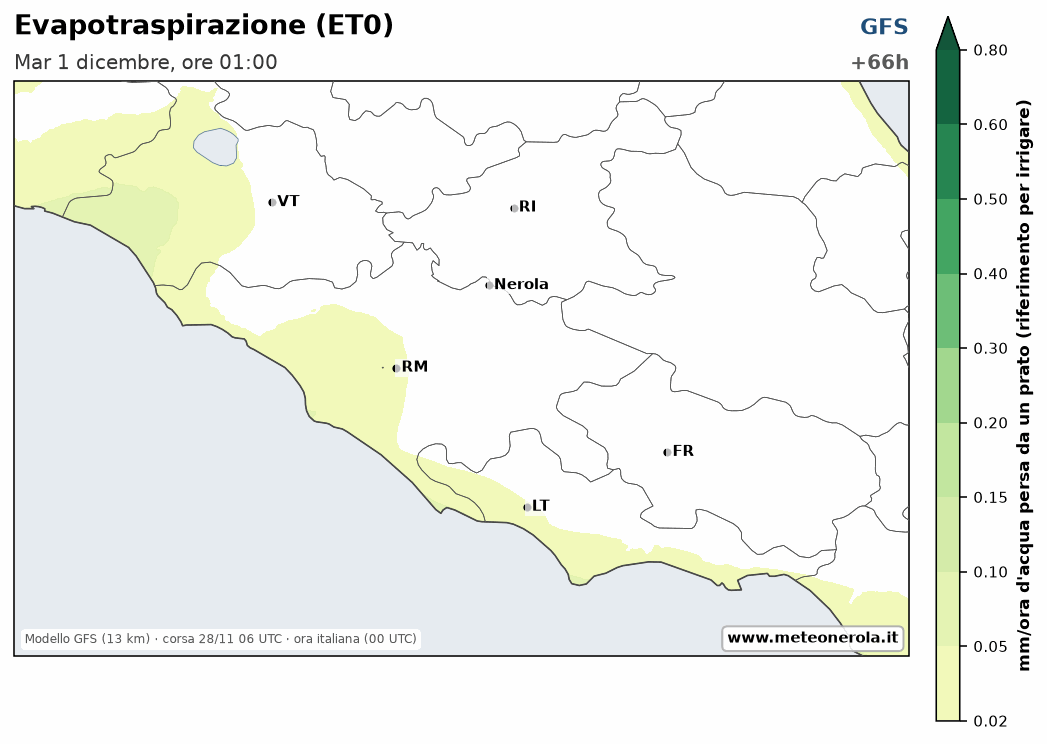 Evapotraspirazione (ET0)
GFS
Mar 1 dicembre, ore 01:00
+66h
VT
RI
Nerola
RM
FR
LT
Modello GFS (13 km) · corsa 28/11 06 UTC · ora italiana (00 UTC)
www.meteonerola.it
0.80
0.60
0.50
0.40
0.30
0.20
0.15
0.10
0.05
0.02
mm/ora d'acqua persa da un prato (riferimento per irrigare)